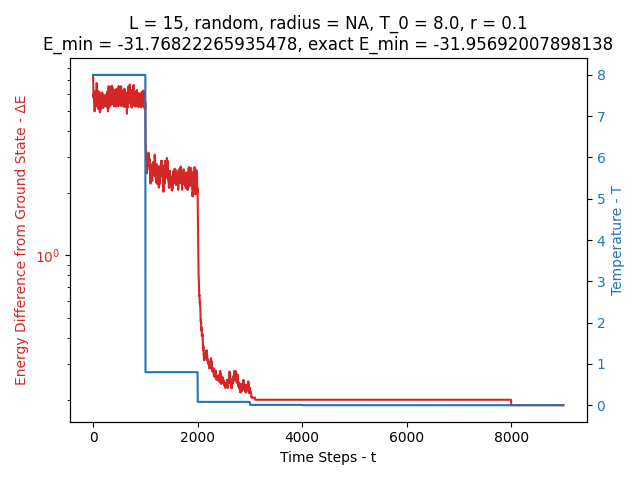 L = 15, random, radius = NA, T_0 = 8.0, r = 0.1
E_min = -31.76822265935478, exact E_min = -31.95692007898138
Energy Difference from Ground State - ΔE
10⁰
8
7
6
5
4
3
2
1
0
Temperature - T
0 2000 4000 6000 8000
Time Steps - t